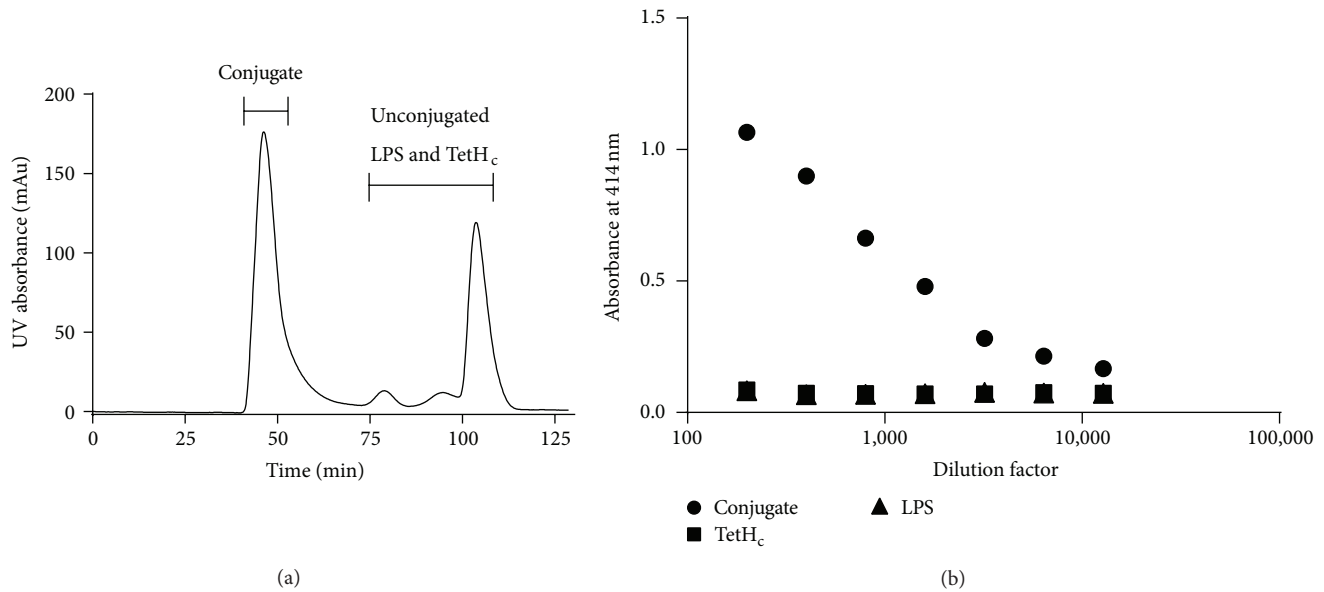 Conjugate
Unconjugated
LPS and TetHc
200
150
100
50
0
UV absorbance (mAu)
0 25 50 75 100 125
Time (min)
(a)
1.5
1.0
0.5
0.0
Absorbance at 414 nm
100 1,000 10,000 100,000
Dilution factor
Conjugate LPS
TetHc
(b)